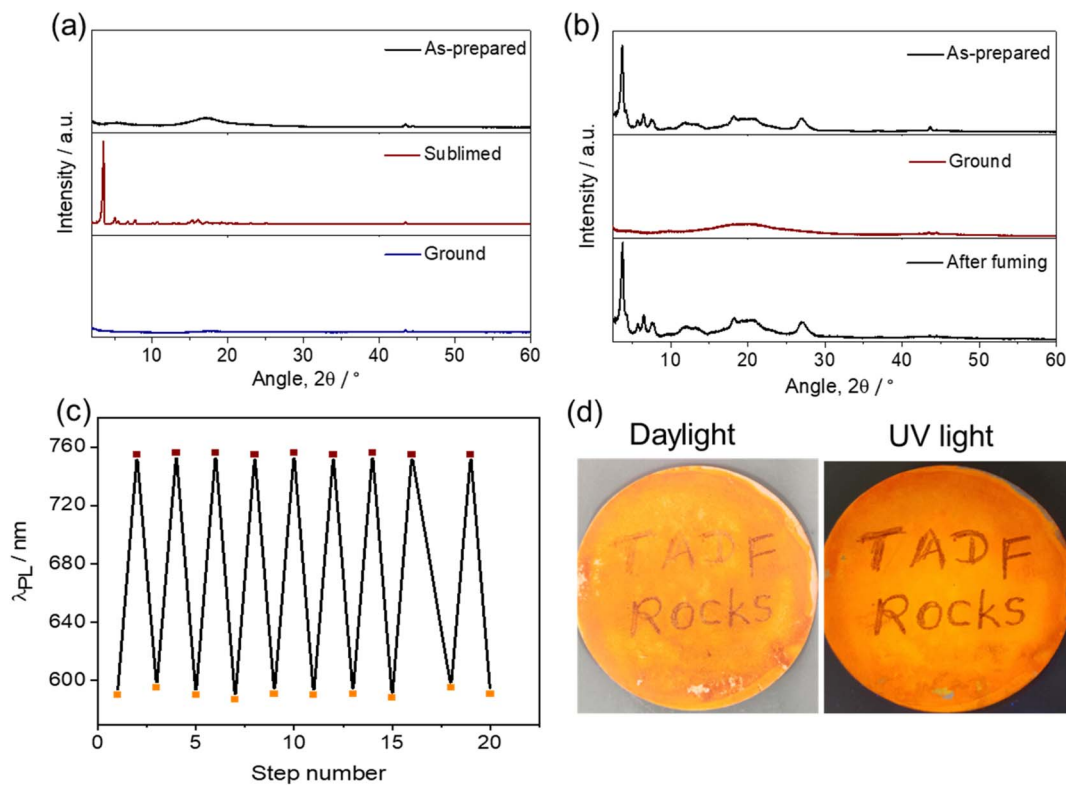 (a)
As-prepared
Sublimed
Ground
Intensity / a.u.
10 20 30 40 50 60
Angle, 2θ / °
(b)
As-prepared
Ground
After fuming
Intensity / a.u.
10 20 30 40 50 60
Angle, 2θ / °
(c)
760
720
680
640
600
λPL / nm
0 5 10 15 20
Step number
(d)
Daylight
TADF
Rocks
UV light
TADF
Rocks